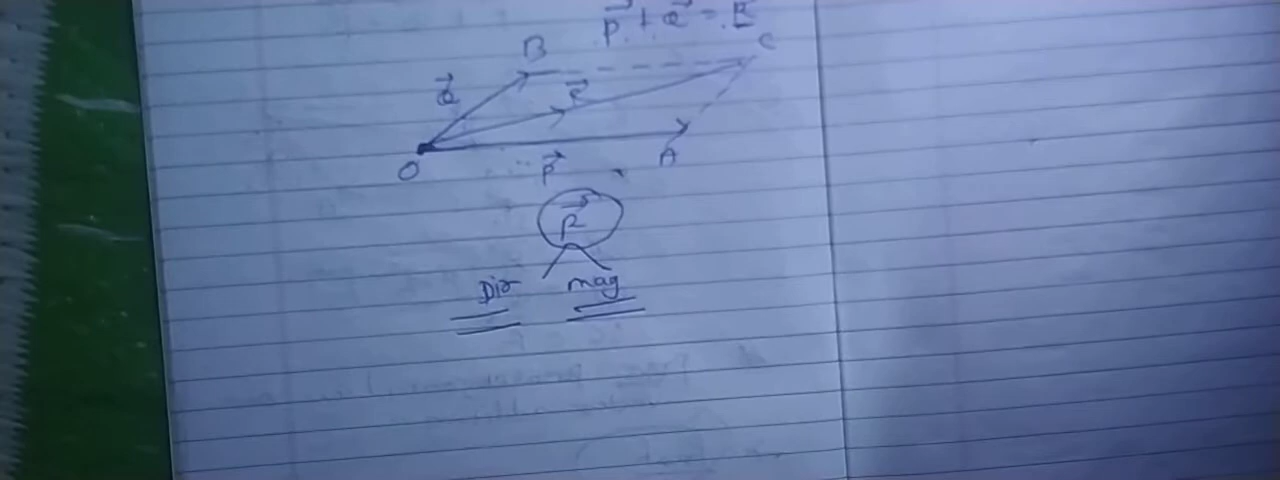 P⃗ + Q⃗ = R⃗
B C
Q⃗ R⃗
O P⃗ A
R⃗
Dir mag